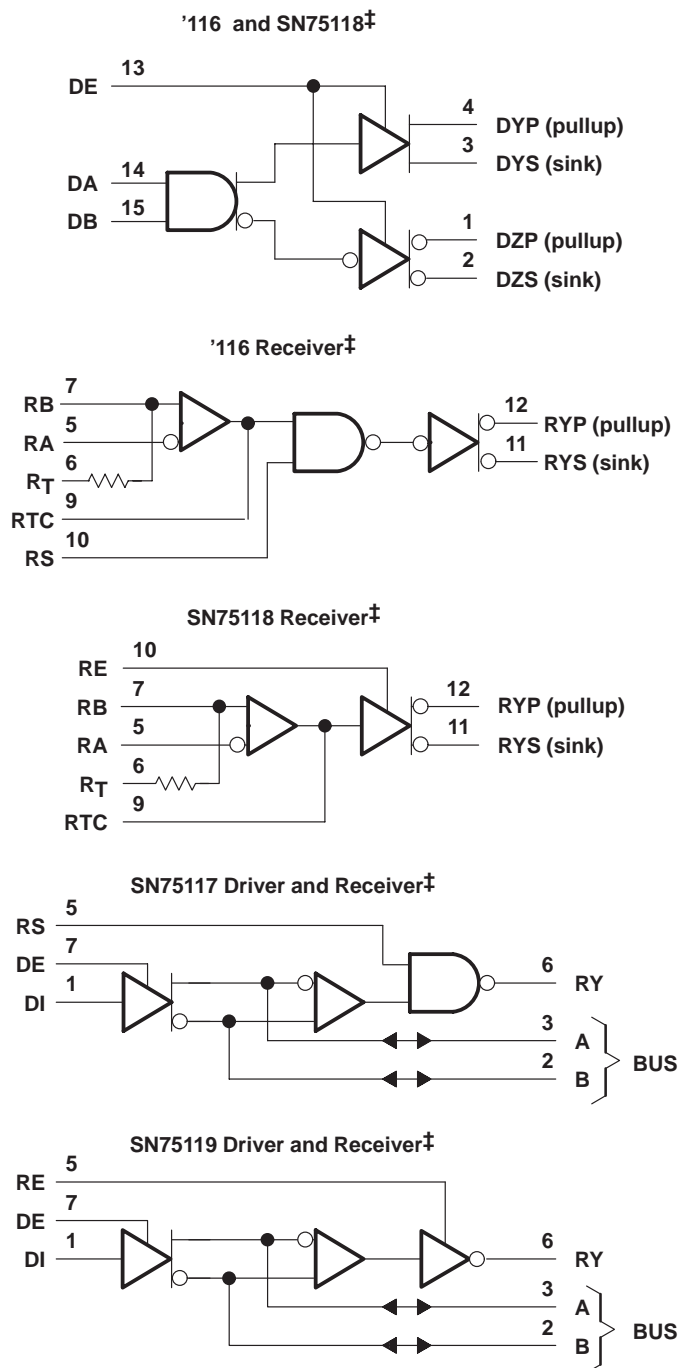 '116 and SN75118‡
DE 13
4 DYP (pullup)
3 DYS (sink)
DA 14
DB 15
1 DZP (pullup)
2 DZS (sink)
'116 Receiver‡
RB 7
RA 5
RT 6
RTC 9
RS 10
12 RYP (pullup)
11 RYS (sink)
SN75118 Receiver‡
RE 10
RB 7
RA 5
RT 6
RTC 9
12 RYP (pullup)
11 RYS (sink)
SN75117 Driver and Receiver‡
RS 5
DE 7
DI 1
6 RY
3 A
2 B
BUS
SN75119 Driver and Receiver‡
RE 5
DE 7
DI 1
6 RY
3 A
2 B
BUS